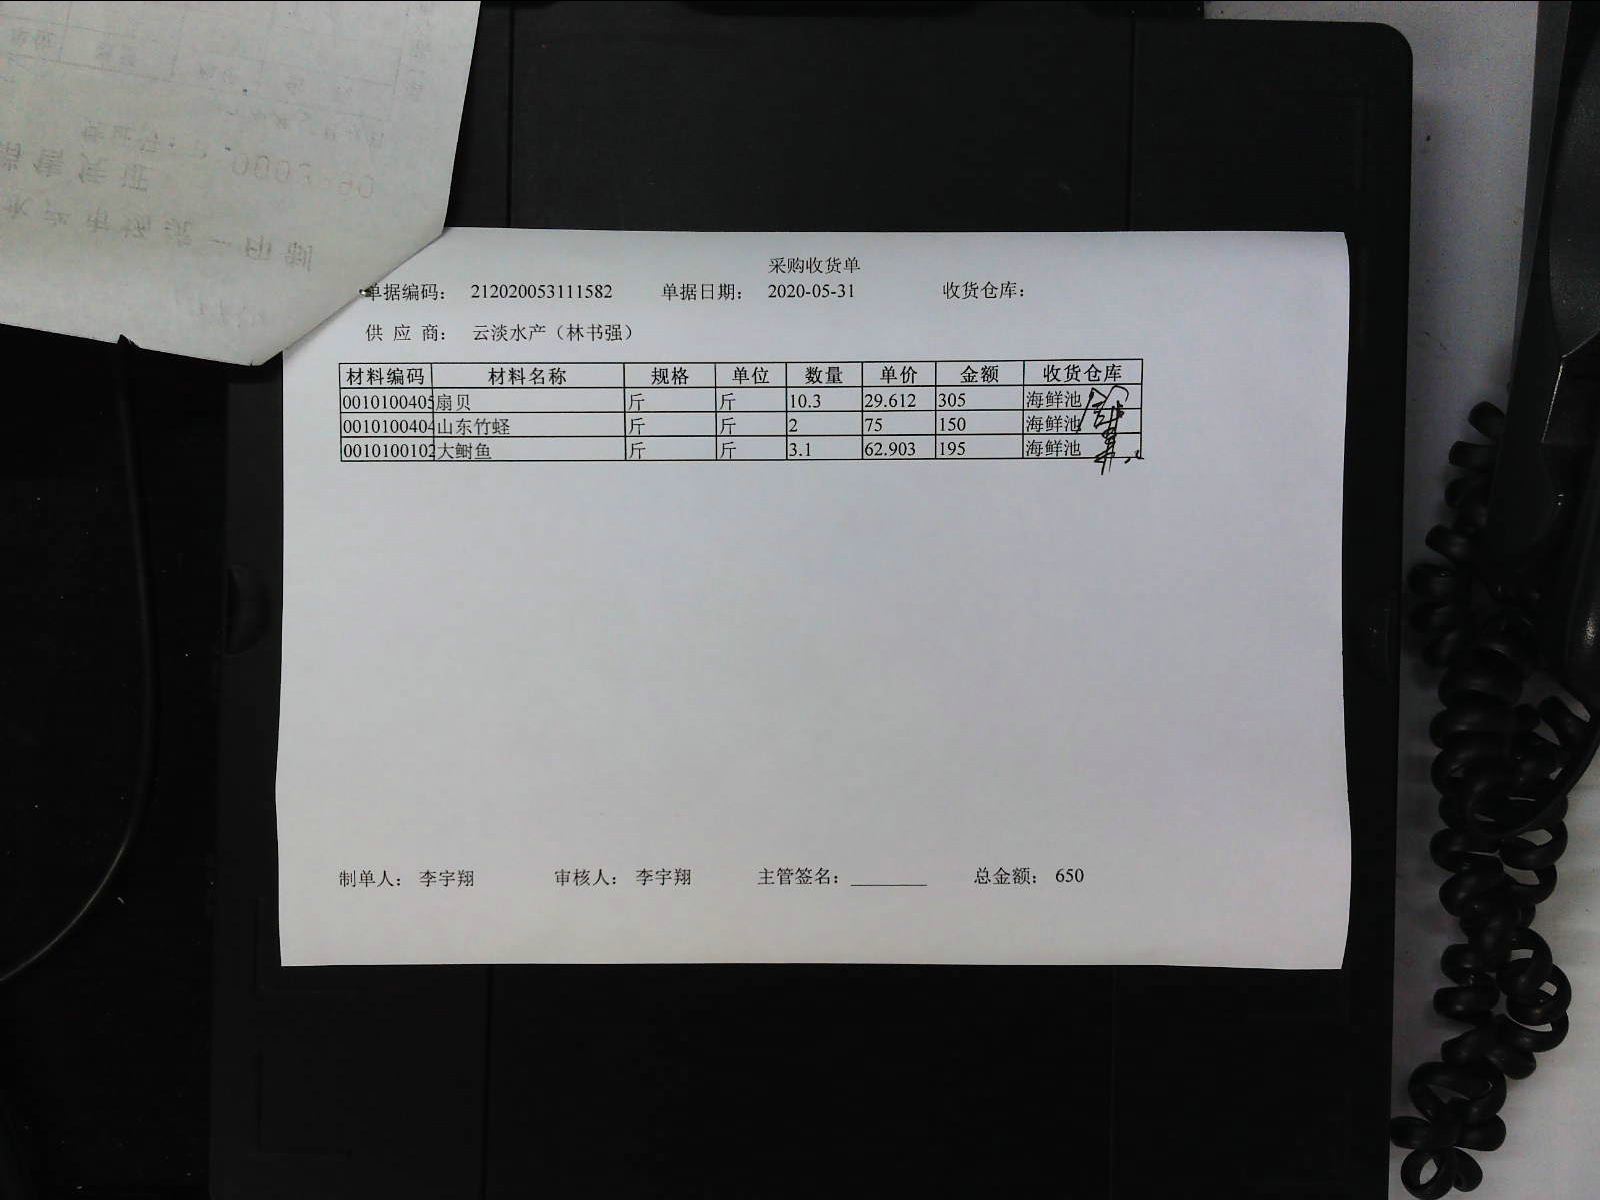 采购收货单
单据编码： 212020053111582 单据日期： 2020-05-31 收货仓库：
供 应 商： 云淡水产（林书强）
材料编码 材料名称 规格 单位 数量 单价 金额 收货仓库
0010100405 扇贝 斤 斤 10.3 29.612 305 海鲜池
0010100404 山东竹蛏 斤 斤 2 75 150 海鲜池
0010100102 大鲥鱼 斤 斤 3.1 62.903 195 海鲜池
制单人： 李宇翔 审核人： 李宇翔 主管签名： 总金额： 650